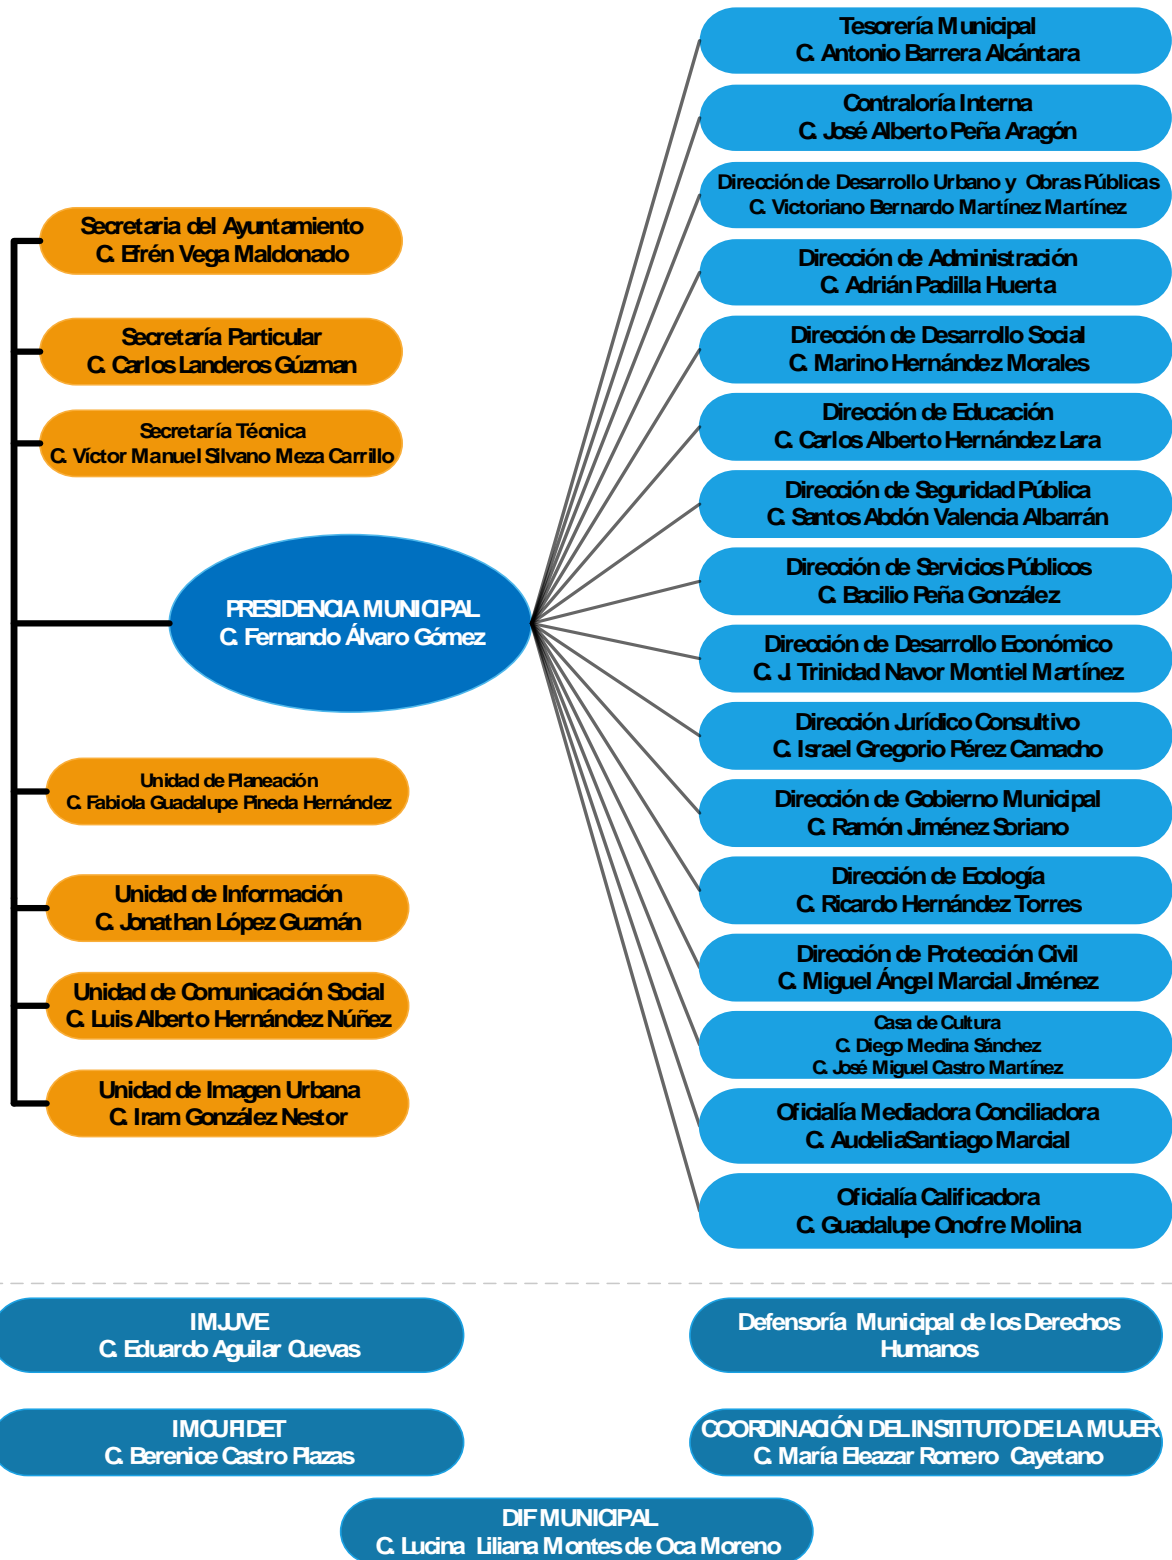 Secretaria del Ayuntamiento
C. Efrén Vega Maldonado
Secretaría Particular
C. Carlos Landeros Gúzman
Secretaría Técnica
C. Víctor Manuel Silvano Meza Carrillo
PRESIDENCIA MUNICIPAL
C. Fernando Álvaro Gómez
Unidad de Planeación
C. Fabiola Guadalupe Pineda Hernández
Unidad de Información
C. Jonathan López Guzmán
Unidad de Comunicación Social
C. Luis Alberto Hernández Núñez
Unidad de Imagen Urbana
C. Iram González Nestor
Tesorería Municipal
C. Antonio Barrera Alcántara
Contraloría Interna
C. José Alberto Peña Aragón
Dirección de Desarrollo Urbano y Obras Públicas
C. Victoriano Bernardo Martínez Martínez
Dirección de Administración
C. Adrián Padilla Huerta
Dirección de Desarrollo Social
C. Marino Hernández Morales
Dirección de Educación
C. Carlos Alberto Hernández Lara
Dirección de Seguridad Pública
C. Santos Abdón Valencia Albarrán
Dirección de Servicios Públicos
C. Bacilio Peña González
Dirección de Desarrollo Económico
C. J. Trinidad Navor Montiel Martínez
Dirección Jurídico Consultivo
C. Israel Gregorio Pérez Camacho
Dirección de Gobierno Municipal
C. Ramón Jiménez Soriano
Dirección de Ecología
C. Ricardo Hernández Torres
Dirección de Protección Civil
C. Miguel Ángel Marcial Jiménez
Casa de Cultura
C. Diego Medina Sánchez
C. José Miguel Castro Martínez
Oficialía Mediadora Conciliadora
C. AudeliaSantiago Marcial
Oficialía Calificadora
C. Guadalupe Onofre Molina
IMJUVE
C. Eduardo Aguilar Cuevas
Defensoría Municipal de los Derechos
Humanos
IMCUFIDET
C. Berenice Castro Plazas
COORDINACIÓN DEL INSTITUTO DE LA MUJER
C. María Eleazar Romero Cayetano
DIF MUNICIPAL
C. Lucina Liliana Montes de Oca Moreno